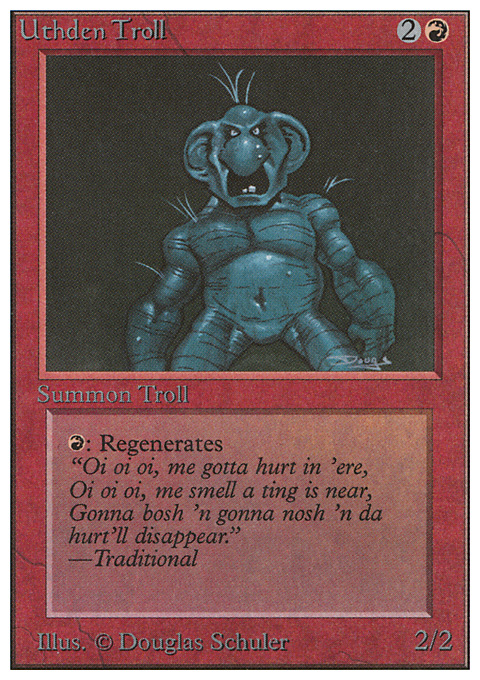 Uthden Troll 2
Summon Troll
: Regenerates
“Oi oi oi, me gotta hurt in ’ere,
Oi oi oi, me smell a ting is near,
Gonna bosh ’n gonna nosh ’n da
hurt’ll disappear.”
—Traditional
Illus. © Douglas Schuler 2/2